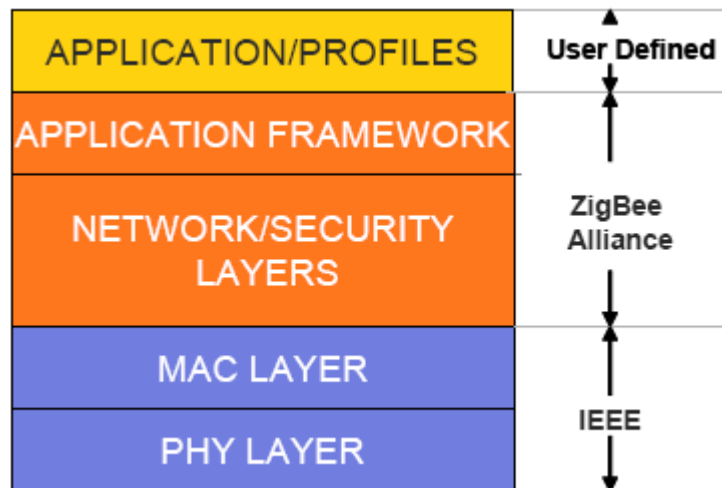 APPLICATION/PROFILES
User Defined
APPLICATION FRAMEWORK
NETWORK/SECURITY
LAYERS
ZigBee
Alliance
MAC LAYER
PHY LAYER
IEEE